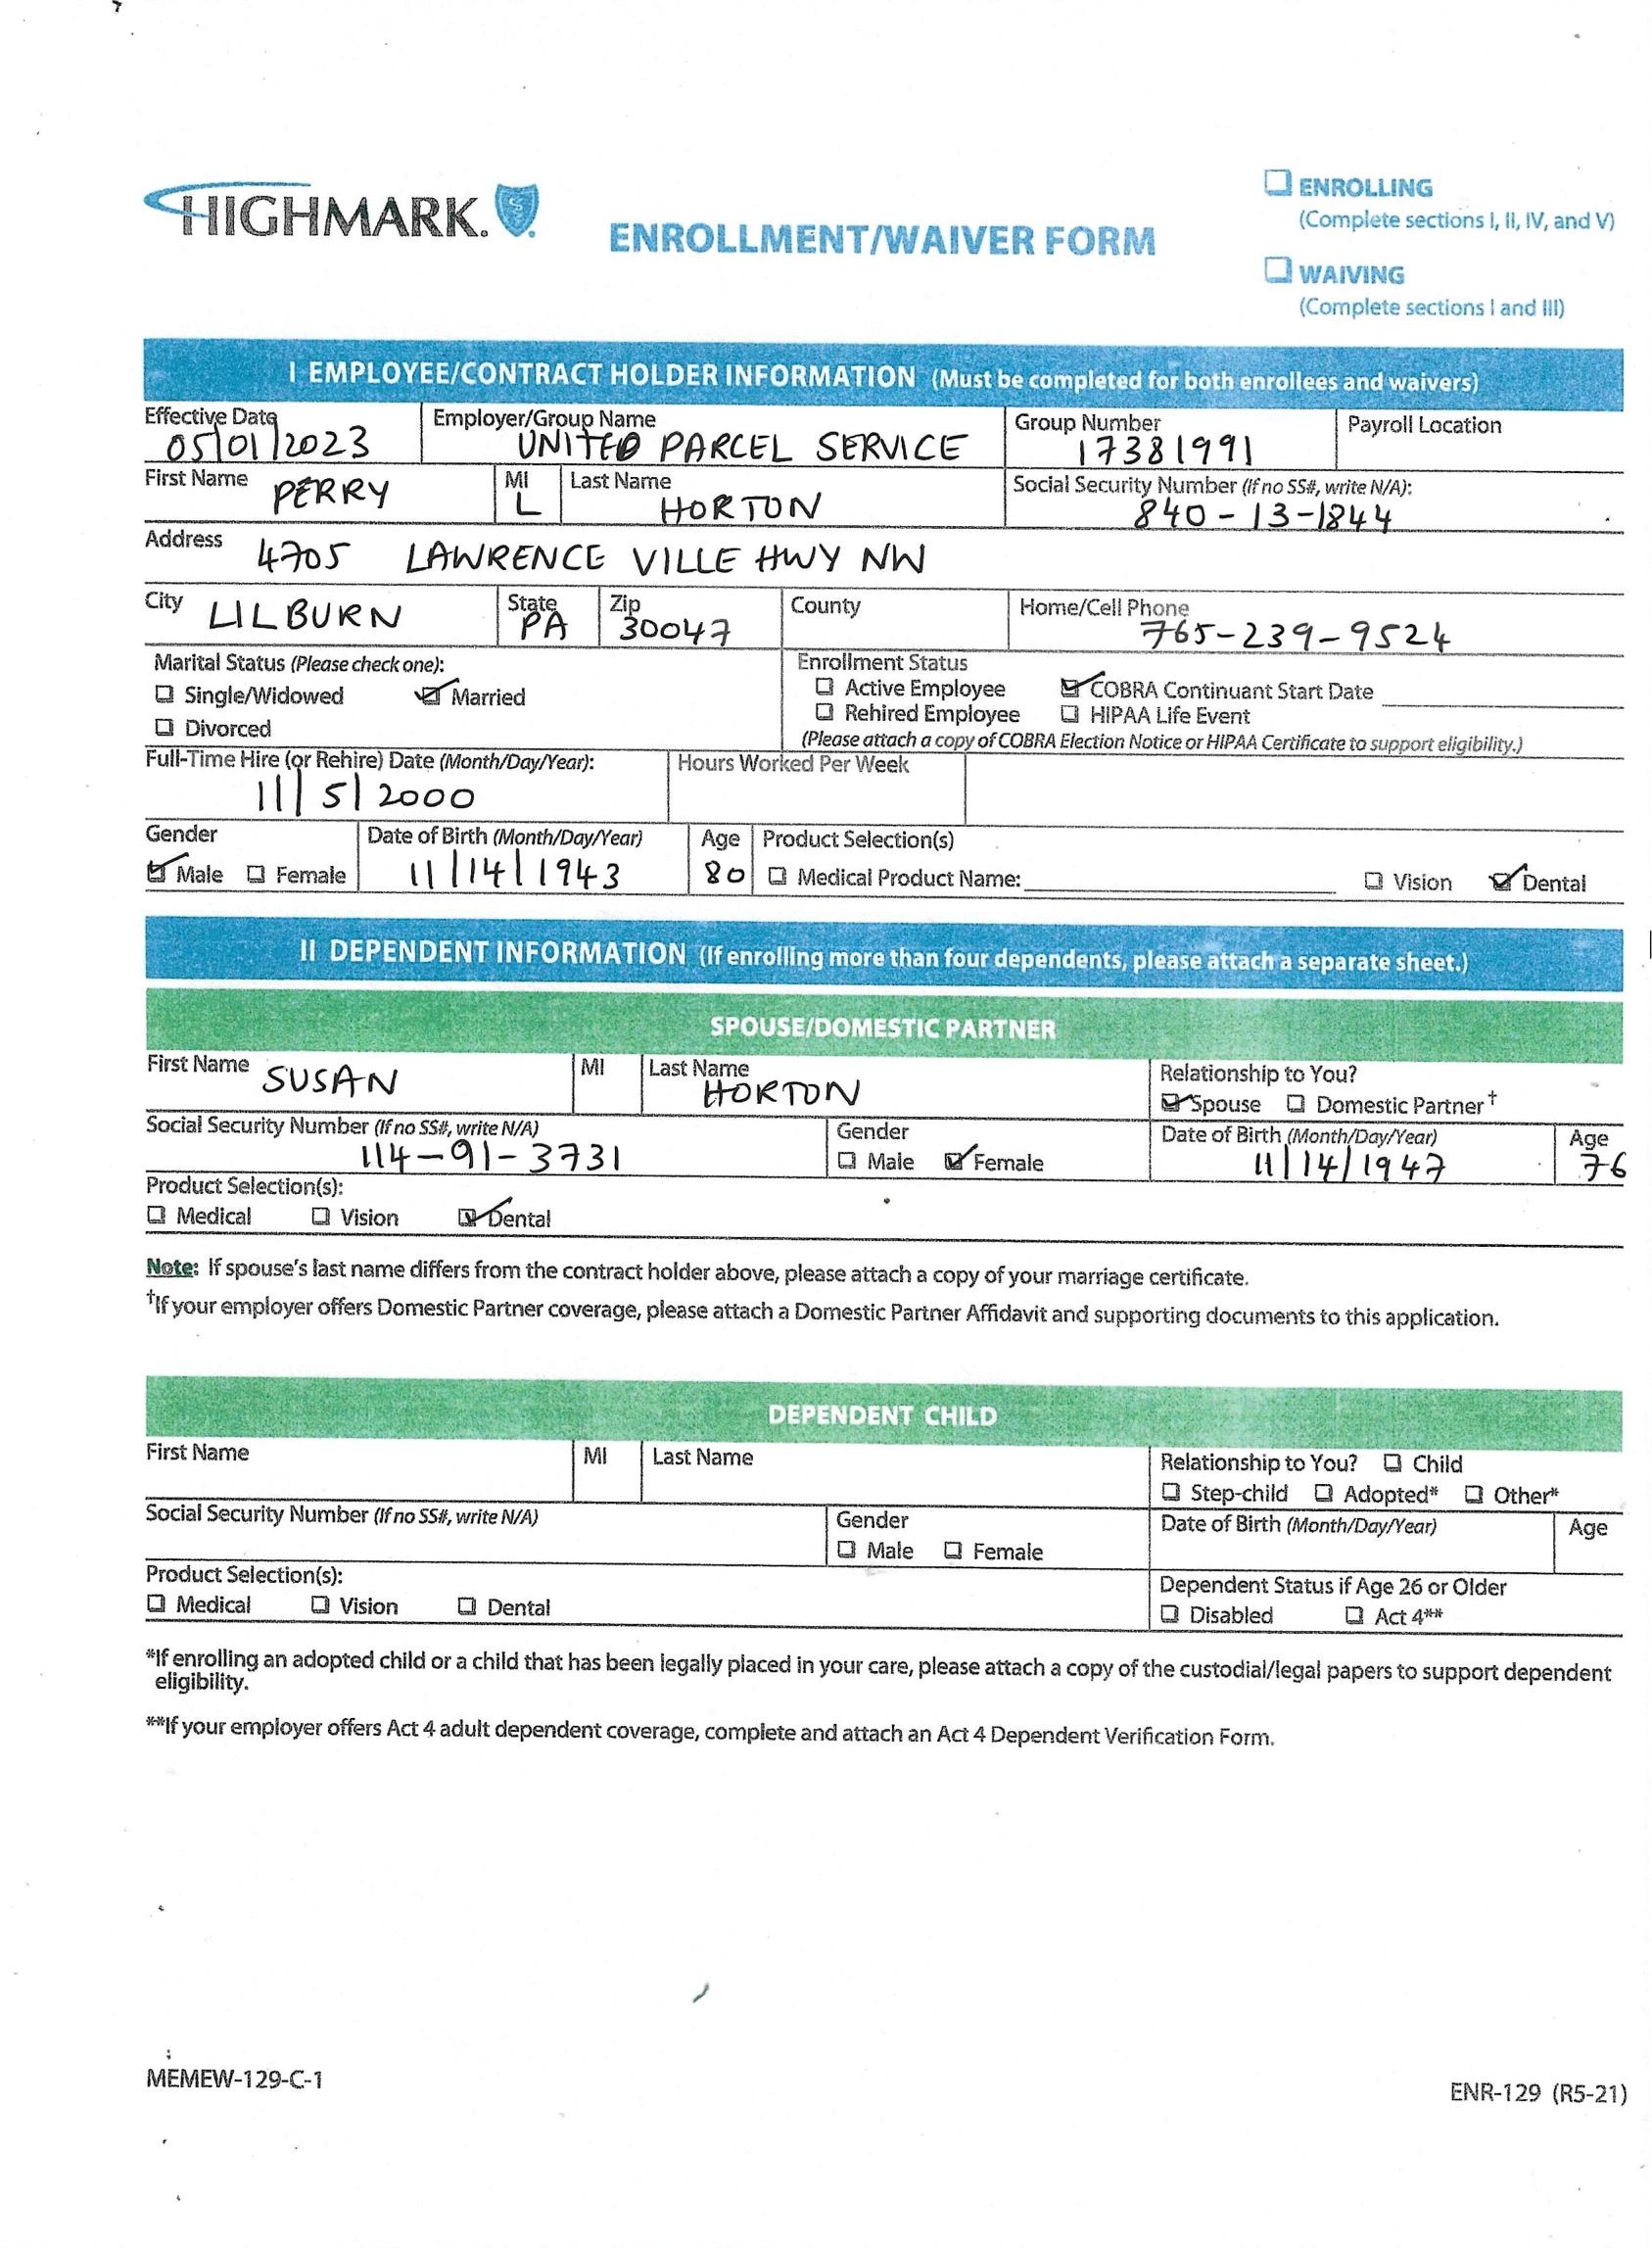 HIGHMARK.
ENROLLMENT/WAIVER FORM
☐ ENROLLING
(Complete sections I, II, IV, and V)
☐ WAIVING
(Complete sections I and III)
I EMPLOYEE/CONTRACT HOLDER INFORMATION (Must be completed for both enrollees and waivers)
Effective Date 05/01/2023 Employer/Group Name UNITED PARCEL SERVICE Group Number 17381991 Payroll Location
First Name PERRY MI L Last Name HORTON Social Security Number (If no SS#, write N/A): 840-13-1844
Address 4705 LAWRENCE VILLE HWY NW
City LILBURN State PA Zip 30047 County Home/Cell Phone 765-239-9524
Marital Status (Please check one):
☐ Single/Widowed ☑ Married
☐ Divorced
Enrollment Status
☐ Active Employee ☑ COBRA Continuant Start Date
☐ Rehired Employee ☐ HIPAA Life Event
(Please attach a copy of COBRA Election Notice or HIPAA Certificate to support eligibility.)
Full-Time Hire (or Rehire) Date (Month/Day/Year): 11/5/2000 Hours Worked Per Week
Gender ☑ Male ☐ Female Date of Birth (Month/Day/Year) 11/14/1943 Age 80 Product Selection(s) ☐ Medical Product Name: ☐ Vision ☑ Dental
II DEPENDENT INFORMATION (If enrolling more than four dependents, please attach a separate sheet.)
SPOUSE/DOMESTIC PARTNER
First Name SUSAN MI Last Name HORTON Relationship to You? ☑ Spouse ☐ Domestic Partner†
Social Security Number (If no SS#, write N/A) 114-91-3731 Gender ☐ Male ☑ Female Date of Birth (Month/Day/Year) 11/14/1947 Age 76
Product Selection(s):
☐ Medical ☐ Vision ☑ Dental
Note: If spouse's last name differs from the contract holder above, please attach a copy of your marriage certificate.
†If your employer offers Domestic Partner coverage, please attach a Domestic Partner Affidavit and supporting documents to this application.
DEPENDENT CHILD
First Name MI Last Name Relationship to You? ☐ Child
☐ Step-child ☐ Adopted* ☐ Other*
Social Security Number (If no SS#, write N/A) Gender ☐ Male ☐ Female Date of Birth (Month/Day/Year) Age
Product Selection(s):
☐ Medical ☐ Vision ☐ Dental
Dependent Status if Age 26 or Older
☐ Disabled ☐ Act 4**
*If enrolling an adopted child or a child that has been legally placed in your care, please attach a copy of the custodial/legal papers to support dependent
eligibility.
**If your employer offers Act 4 adult dependent coverage, complete and attach an Act 4 Dependent Verification Form.
MEMEW-129-C-1
ENR-129 (R5-21)